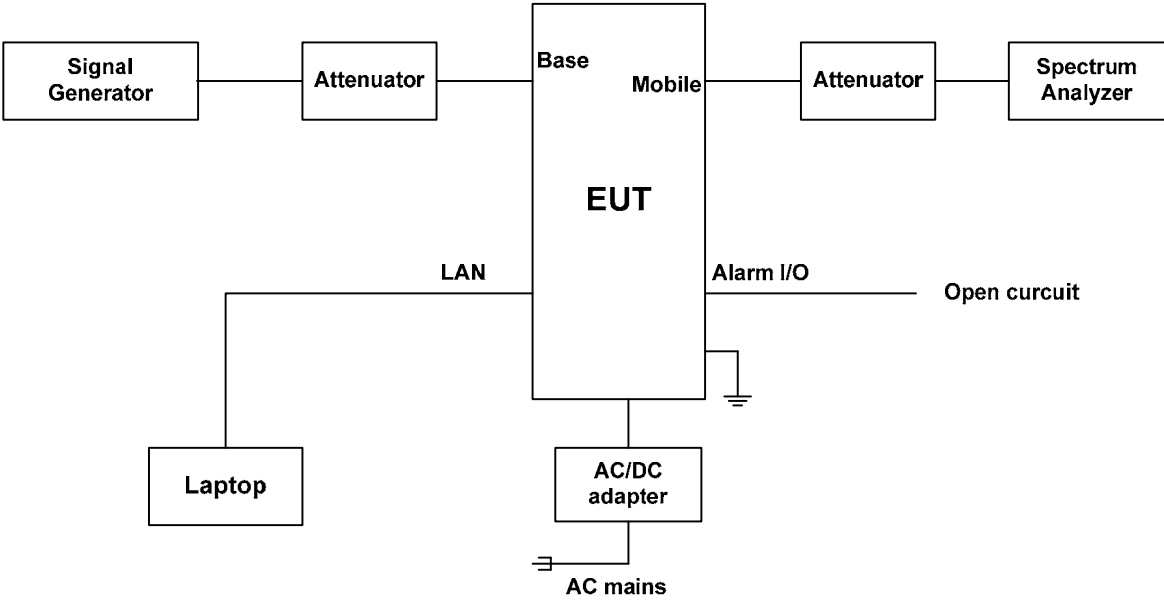 Signal
Generator
Attenuator
Base
Mobile
Attenuator
Spectrum
Analyzer
EUT
LAN
Alarm I/O
Open curcuit
Laptop
AC/DC
adapter
AC mains